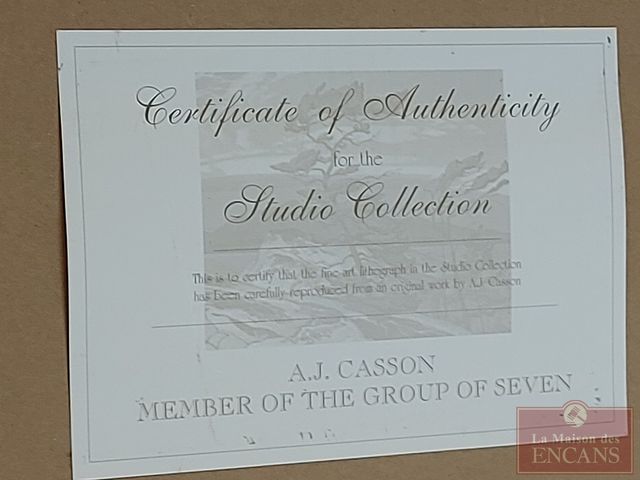 Certificate of Authenticity
for the
Studio Collection
This is to certify that the fine art lithograph in the Studio Collection
has been carefully reproduced from an original work by A.J. Casson
A.J. CASSON
MEMBER OF THE GROUP OF SEVEN
La Maison des
ENCANS